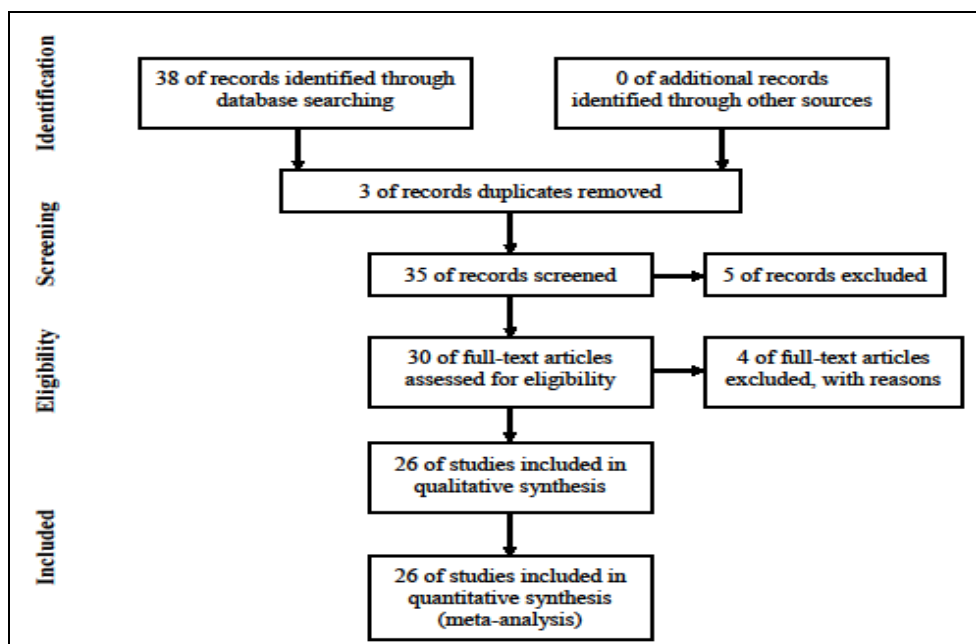 Identification
38 of records identified through
database searching
0 of additional records
identified through other sources
3 of records duplicates removed
Screening
35 of records screened
5 of records excluded
Eligibility
30 of full-text articles
assessed for eligibility
4 of full-text articles
excluded, with reasons
26 of studies included in
qualitative synthesis
Included
26 of studies included in
quantitative synthesis
(meta-analysis)